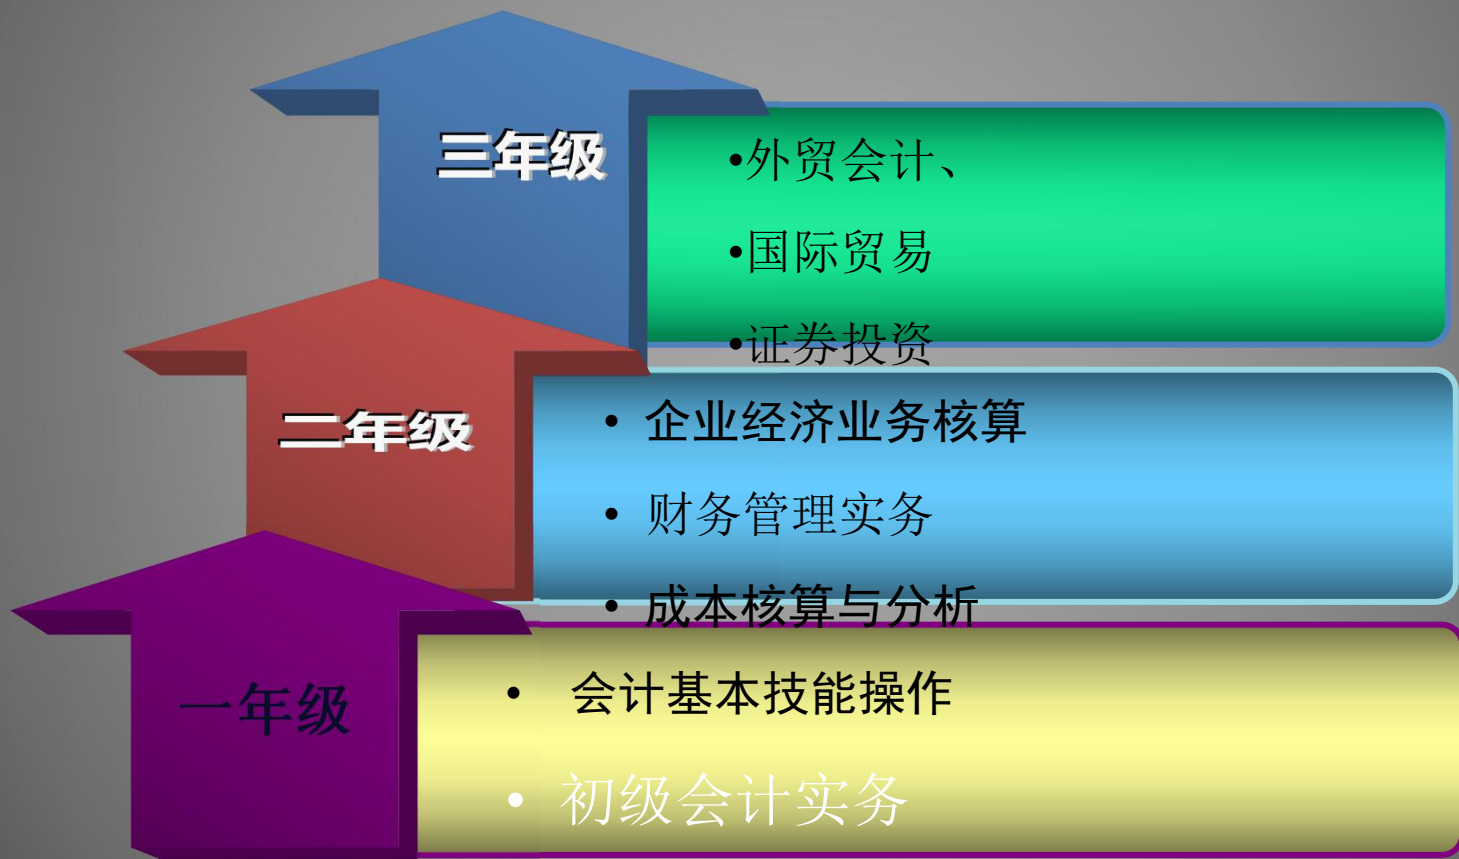 三年级
•外贸会计、
•国际贸易
•证券投资
二年级
• 企业经济业务核算
• 财务管理实务
• 成本核算与分析
一年级
• 会计基本技能操作
• 初级会计实务